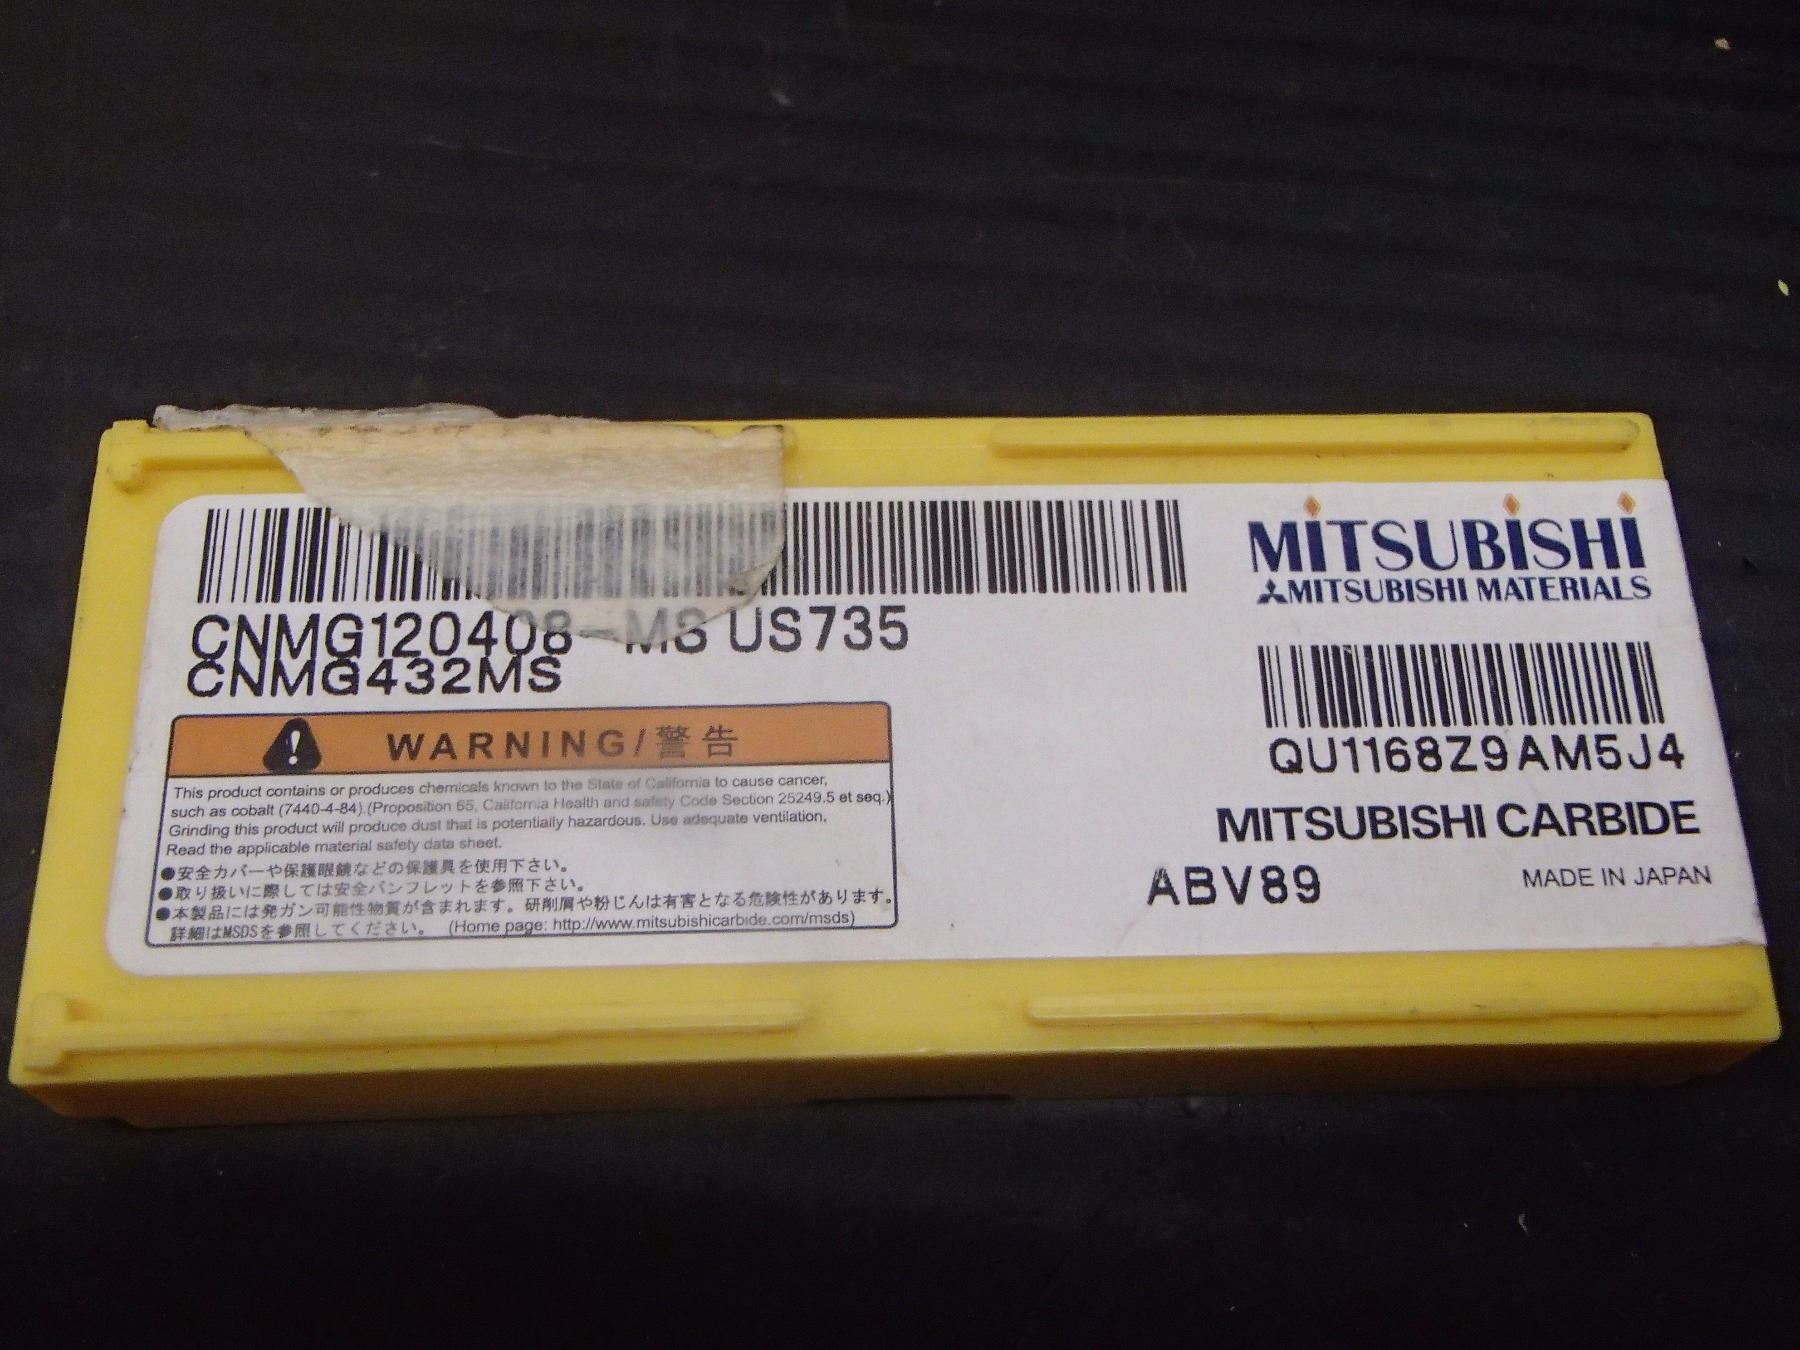 CNMG120408-MS US735
CNMG432MS
WARNING/警告
This product contains or produces chemicals known to the State of California to cause cancer,
such as cobalt (7440-4-84).(Proposition 65, California Health and safety Code Section 25249.5 et seq.)
Grinding this product will produce dust that is potentially hazardous. Use adequate ventilation.
Read the applicable material safety data sheet.
●安全カバーや保護眼鏡などの保護具を使用下さい。
●取り扱いに際しては安全パンフレットを参照下さい。
●本製品には発ガン可能性物質が含まれます。研削屑や粉じんは有害となる危険性があります。
詳細はMSDSを参照してください。 (Home page: http://www.mitsubishicarbide.com/msds)
MITSUBISHI
MITSUBISHI MATERIALS
QU1168Z9AM5J4
MITSUBISHI CARBIDE
ABV89
MADE IN JAPAN